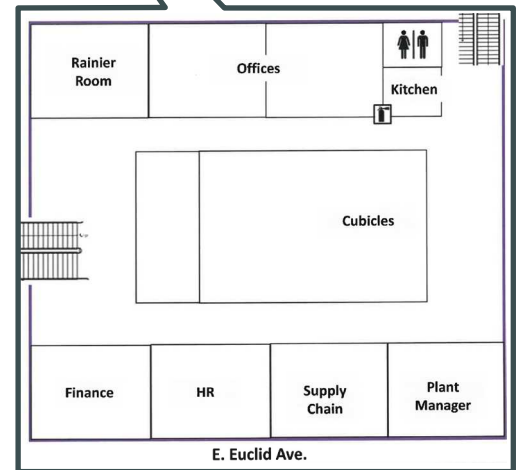 Rainier
Room
Offices
Kitchen
Cubicles
Finance
HR
Supply
Chain
Plant
Manager
E. Euclid Ave.